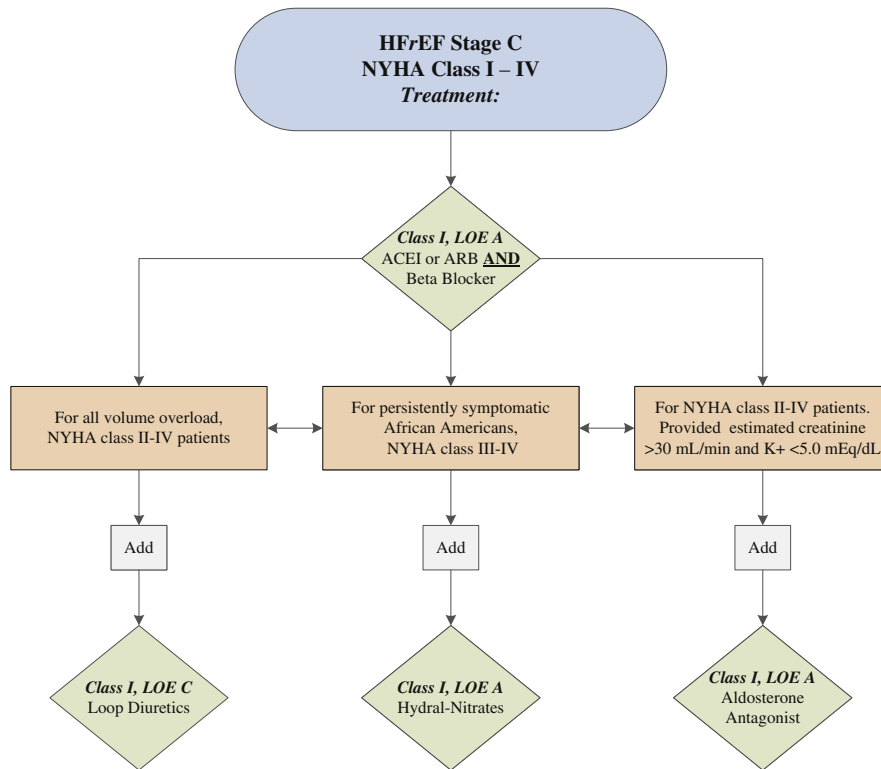 HFrEF Stage C
NYHA Class I – IV
Treatment:
Class I, LOE A
ACEI or ARB AND
Beta Blocker
For all volume overload,
NYHA class II-IV patients
For persistently symptomatic
African Americans,
NYHA class III-IV
For NYHA class II-IV patients.
Provided estimated creatinine
>30 mL/min and K+ <5.0 mEq/dL
Add
Add
Add
Class I, LOE C
Loop Diuretics
Class I, LOE A
Hydral-Nitrates
Class I, LOE A
Aldosterone
Antagonist